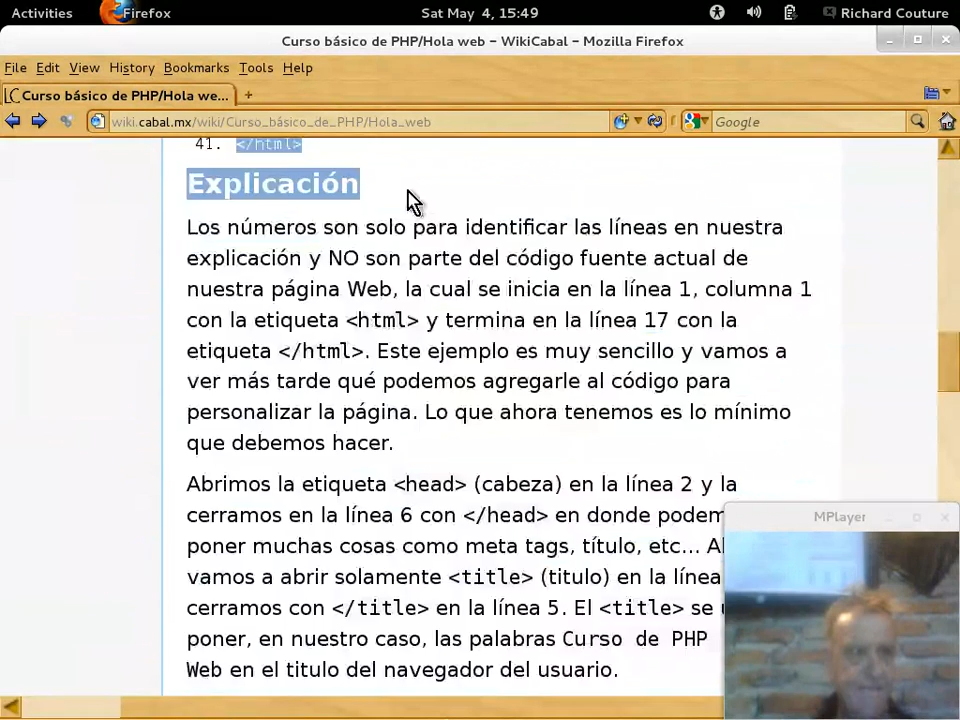 Activities Firefox Sat May 4, 15:49 Richard Couture
Curso básico de PHP/Hola web - WikiCabal - Mozilla Firefox
File Edit View History Bookmarks Tools Help
Curso básico de PHP/Hola we...
wiki.cabal.mx/wiki/Curso_básico_de_PHP/Hola_web Google
41. </html>
Explicación
Los números son solo para identificar las líneas en nuestra
explicación y NO son parte del código fuente actual de
nuestra página Web, la cual se inicia en la línea 1, columna 1
con la etiqueta <html> y termina en la línea 17 con la
etiqueta </html>. Este ejemplo es muy sencillo y vamos a
ver más tarde qué podemos agregarle al código para
personalizar la página. Lo que ahora tenemos es lo mínimo
que debemos hacer.
Abrimos la etiqueta <head> (cabeza) en la línea 2 y la
cerramos en la línea 6 con </head> en donde podem
poner muchas cosas como meta tags, título, etc...
vamos a abrir solamente <title> (titulo) en la línea
cerramos con </title> en la línea 5. El <title> se
poner, en nuestro caso, las palabras Curso de PHP
Web en el titulo del navegador del usuario.
MPlayer